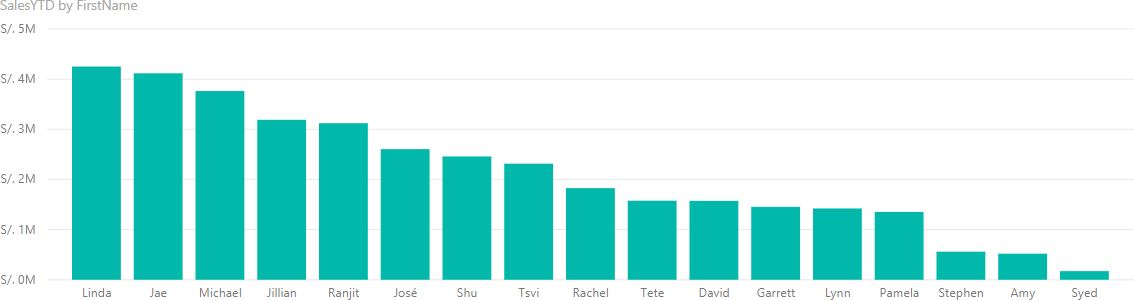 SalesYTD by FirstName
S/. 5M
S/. 4M
S/. 3M
S/. 2M
S/. 1M
S/. 0M
Linda Jae Michael Jillian Ranjit José Shu Tsvi Rachel Tete David Garrett Lynn Pamela Stephen Amy Syed